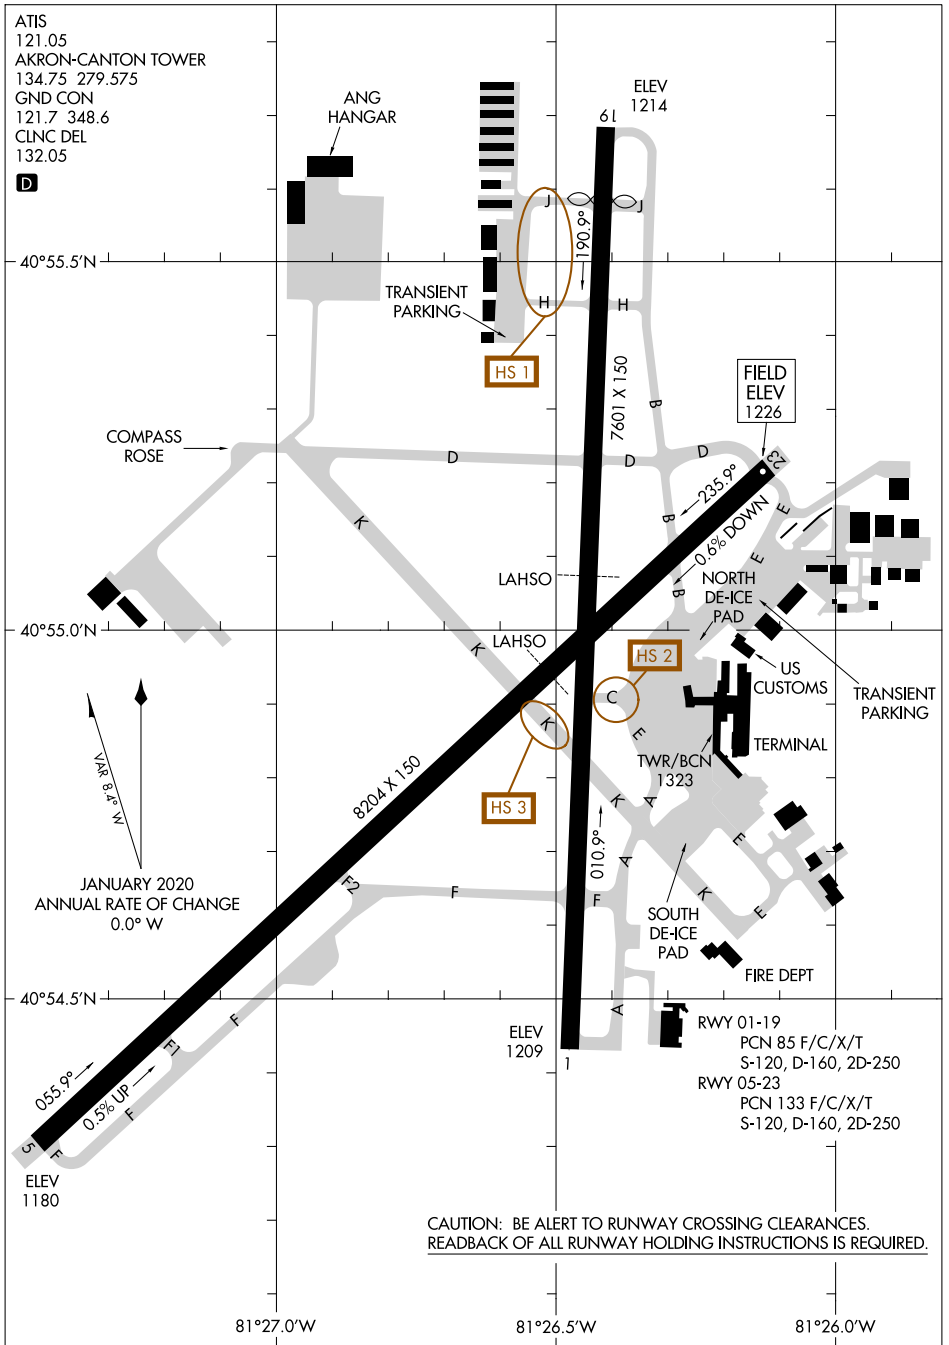 ATIS
121.05
AKRON-CANTON TOWER
134.75 279.575
GND CON
121.7 348.6
CLNC DEL
132.05
D
ANG
HANGAR
ELEV
1214
19
J
J
190.9°
40°55.5'N
TRANSIENT
PARKING
H
H
HS 1
7601 X 150
FIELD
ELEV
1226
B
COMPASS
ROSE
D
D
D
23
235.9°
K
B
E
0.6% DOWN
E
LAHSO
NORTH
DE-ICE
PAD
B
40°55.0'N
LAHSO
K
HS 2
US
CUSTOMS
TRANSIENT
PARKING
C
K
E
TWR/BCN
1323
TERMINAL
VAR 8.4° W
8204 X 150
HS 3
K
A
E
010.9°
A
JANUARY 2020
ANNUAL RATE OF CHANGE
0.0° W
F2
F
F
K
E
SOUTH
DE-ICE
PAD
FIRE DEPT
40°54.5'N
F
A
F1
ELEV
1209
1
RWY 01-19
PCN 85 F/C/X/T
S-120, D-160, 2D-250
RWY 05-23
PCN 133 F/C/X/T
S-120, D-160, 2D-250
055.9°
0.5% UP
F
5
F
ELEV
1180
CAUTION: BE ALERT TO RUNWAY CROSSING CLEARANCES.
READBACK OF ALL RUNWAY HOLDING INSTRUCTIONS IS REQUIRED.
81°27.0'W
81°26.5'W
81°26.0'W